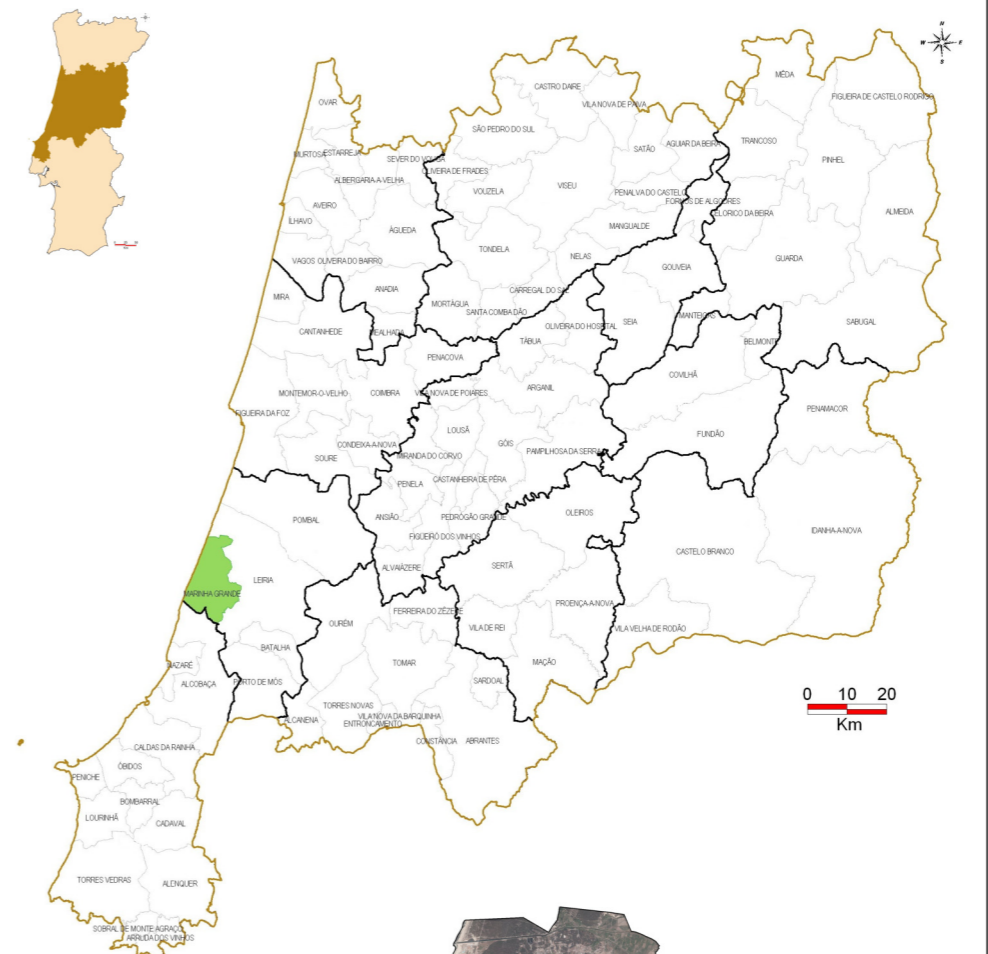 N
W E
S
MÊDA
CASTRO DAIRE
FIGUEIRA DE CASTELO RODRIGO
OVAR
VILA NOVA DE PAIVA
SÃO PEDRO DO SUL
TRANCOSO
AGUIAR DA BEIRA
SATÃO
MURTOSA
ESTARREJA
SEVER DO VOUGA
PINHEL
OLIVEIRA DE FRADES
ALBERGARIA-A-VELHA
VISEU
VOUZELA
PENALVA DO CASTELO
FORNOS DE ALGODRES
AVEIRO
CELORICO DA BEIRA
ALMEIDA
ÍLHAVO
ÁGUEDA
MANGUALDE
TONDELA
NELAS
GUARDA
VAGOS
OLIVEIRA DO BAIRRO
GOUVEIA
ANADIA
CARREGAL DO SAL
MIRA
MORTÁGUA
SANTA COMBA DÃO
MANTEIGAS
SEIA
SABUGAL
CANTANHEDE
MEALHADA
OLIVEIRA DO HOSPITAL
TÁBUA
BELMONTE
PENACOVA
COVILHÃ
ARGANIL
MONTEMOR-O-VELHO
COIMBRA
VILA NOVA DE POIARES
PENAMACOR
FIGUEIRA DA FOZ
LOUSÃ
FUNDÃO
CONDEIXA-A-NOVA
GÓIS
SOURE
MIRANDA DO CORVO
PAMPILHOSA DA SERRA
PENELA
CASTANHEIRA DE PÊRA
POMBAL
ANSIÃO
PEDRÓGÃO GRANDE
OLEIROS
IDANHA-A-NOVA
FIGUEIRÓ DOS VINHOS
CASTELO BRANCO
ALVAIÁZERE
SERTÃ
LEIRIA
MARINHA GRANDE
PROENÇA-A-NOVA
FERREIRA DO ZÊZERE
OURÉM
VILA DE REI
VILA VELHA DE RODÃO
BATALHA
TOMAR
MAÇÃO
NAZARÉ
ALCOBAÇA
PORTO DE MÓS
SARDOAL
0 10 20
Km
TORRES NOVAS
VILA NOVA DA BARQUINHA
ALCANENA
ENTRONCAMENTO
CONSTÂNCIA
ABRANTES
CALDAS DA RAINHA
ÓBIDOS
PENICHE
BOMBARRAL
LOURINHÃ
CADAVAL
TORRES VEDRAS
ALENQUER
SOBRAL DE MONTE AGRAÇO
ARRUDA DOS VINHOS